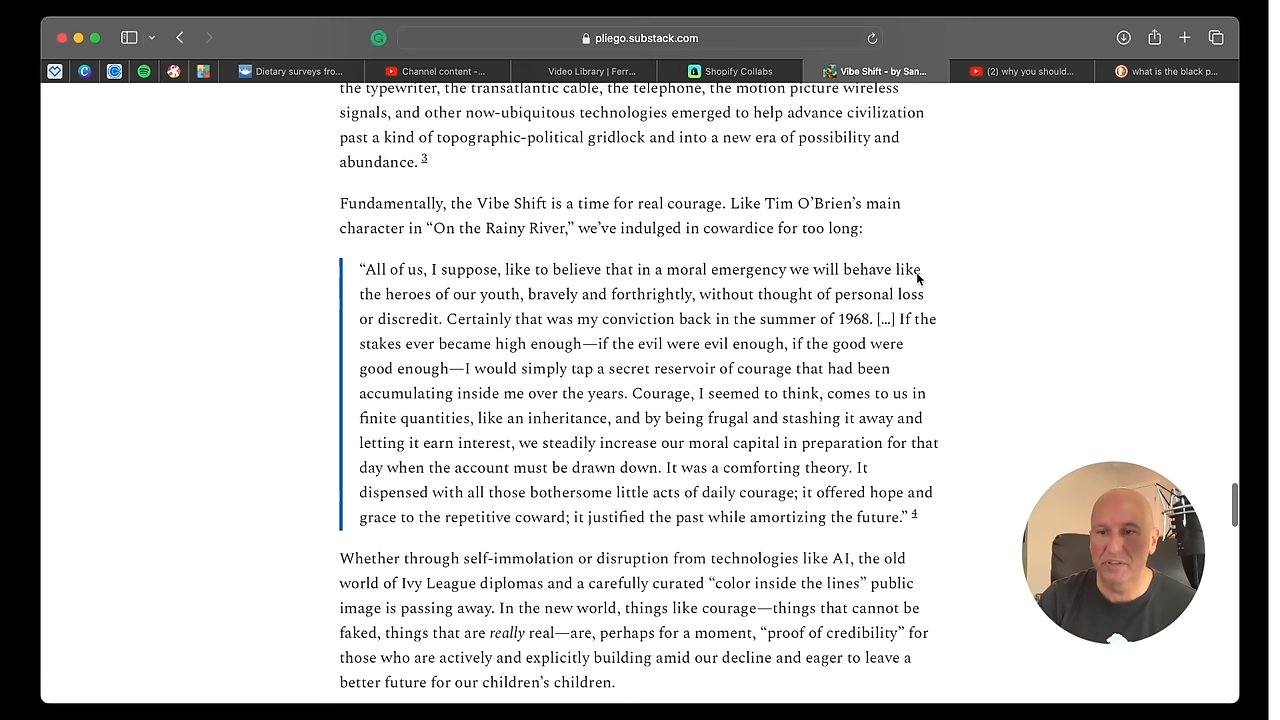 pliego.substack.com
Dietary surveys fro...
Channel content -...
Video Library | Ferr...
Shopify Collabs
Vibe Shift - by San...
(2) why you should...
what is the black p...
the typewriter, the transatlantic cable, the telephone, the motion picture wireless
signals, and other now-ubiquitous technologies emerged to help advance civilization
past a kind of topographic-political gridlock and into a new era of possibility and
abundance. 3
Fundamentally, the Vibe Shift is a time for real courage. Like Tim O’Brien’s main
character in “On the Rainy River,” we’ve indulged in cowardice for too long:
“All of us, I suppose, like to believe that in a moral emergency we will behave like
the heroes of our youth, bravely and forthrightly, without thought of personal loss
or discredit. Certainly that was my conviction back in the summer of 1968. [...] If the
stakes ever became high enough—if the evil were evil enough, if the good were
good enough—I would simply tap a secret reservoir of courage that had been
accumulating inside me over the years. Courage, I seemed to think, comes to us in
finite quantities, like an inheritance, and by being frugal and stashing it away and
letting it earn interest, we steadily increase our moral capital in preparation for that
day when the account must be drawn down. It was a comforting theory. It
dispensed with all those bothersome little acts of daily courage; it offered hope and
grace to the repetitive coward; it justified the past while amortizing the future.” 4
Whether through self-immolation or disruption from technologies like AI, the old
world of Ivy League diplomas and a carefully curated “color inside the lines” public
image is passing away. In the new world, things like courage—things that cannot be
faked, things that are really real—are, perhaps for a moment, “proof of credibility” for
those who are actively and explicitly building amid our decline and eager to leave a
better future for our children’s children.